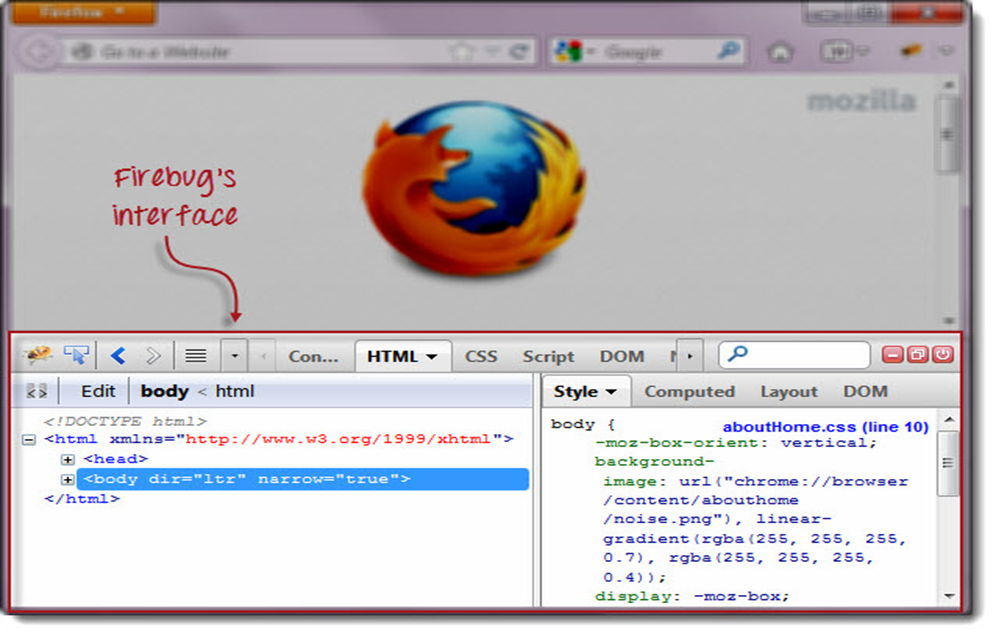 Firefox
Go to a Website
Google
mozilla
Firebug's
interface
Con...
HTML
CSS
Script
DOM
Edit
body < html
Style
Computed
Layout
DOM
<!DOCTYPE html>
<html xmlns="http://www.w3.org/1999/xhtml">
<head>
<body dir="ltr" narrow="true">
</html>
body {
aboutHome.css (line 10)
-moz-box-orient: vertical;
background-
image: url("chrome://browser
/content/abouthome
/noise.png"), linear-
gradient(rgba(255, 255, 255,
0.7), rgba(255, 255, 255,
0.4));
display: -moz-box;